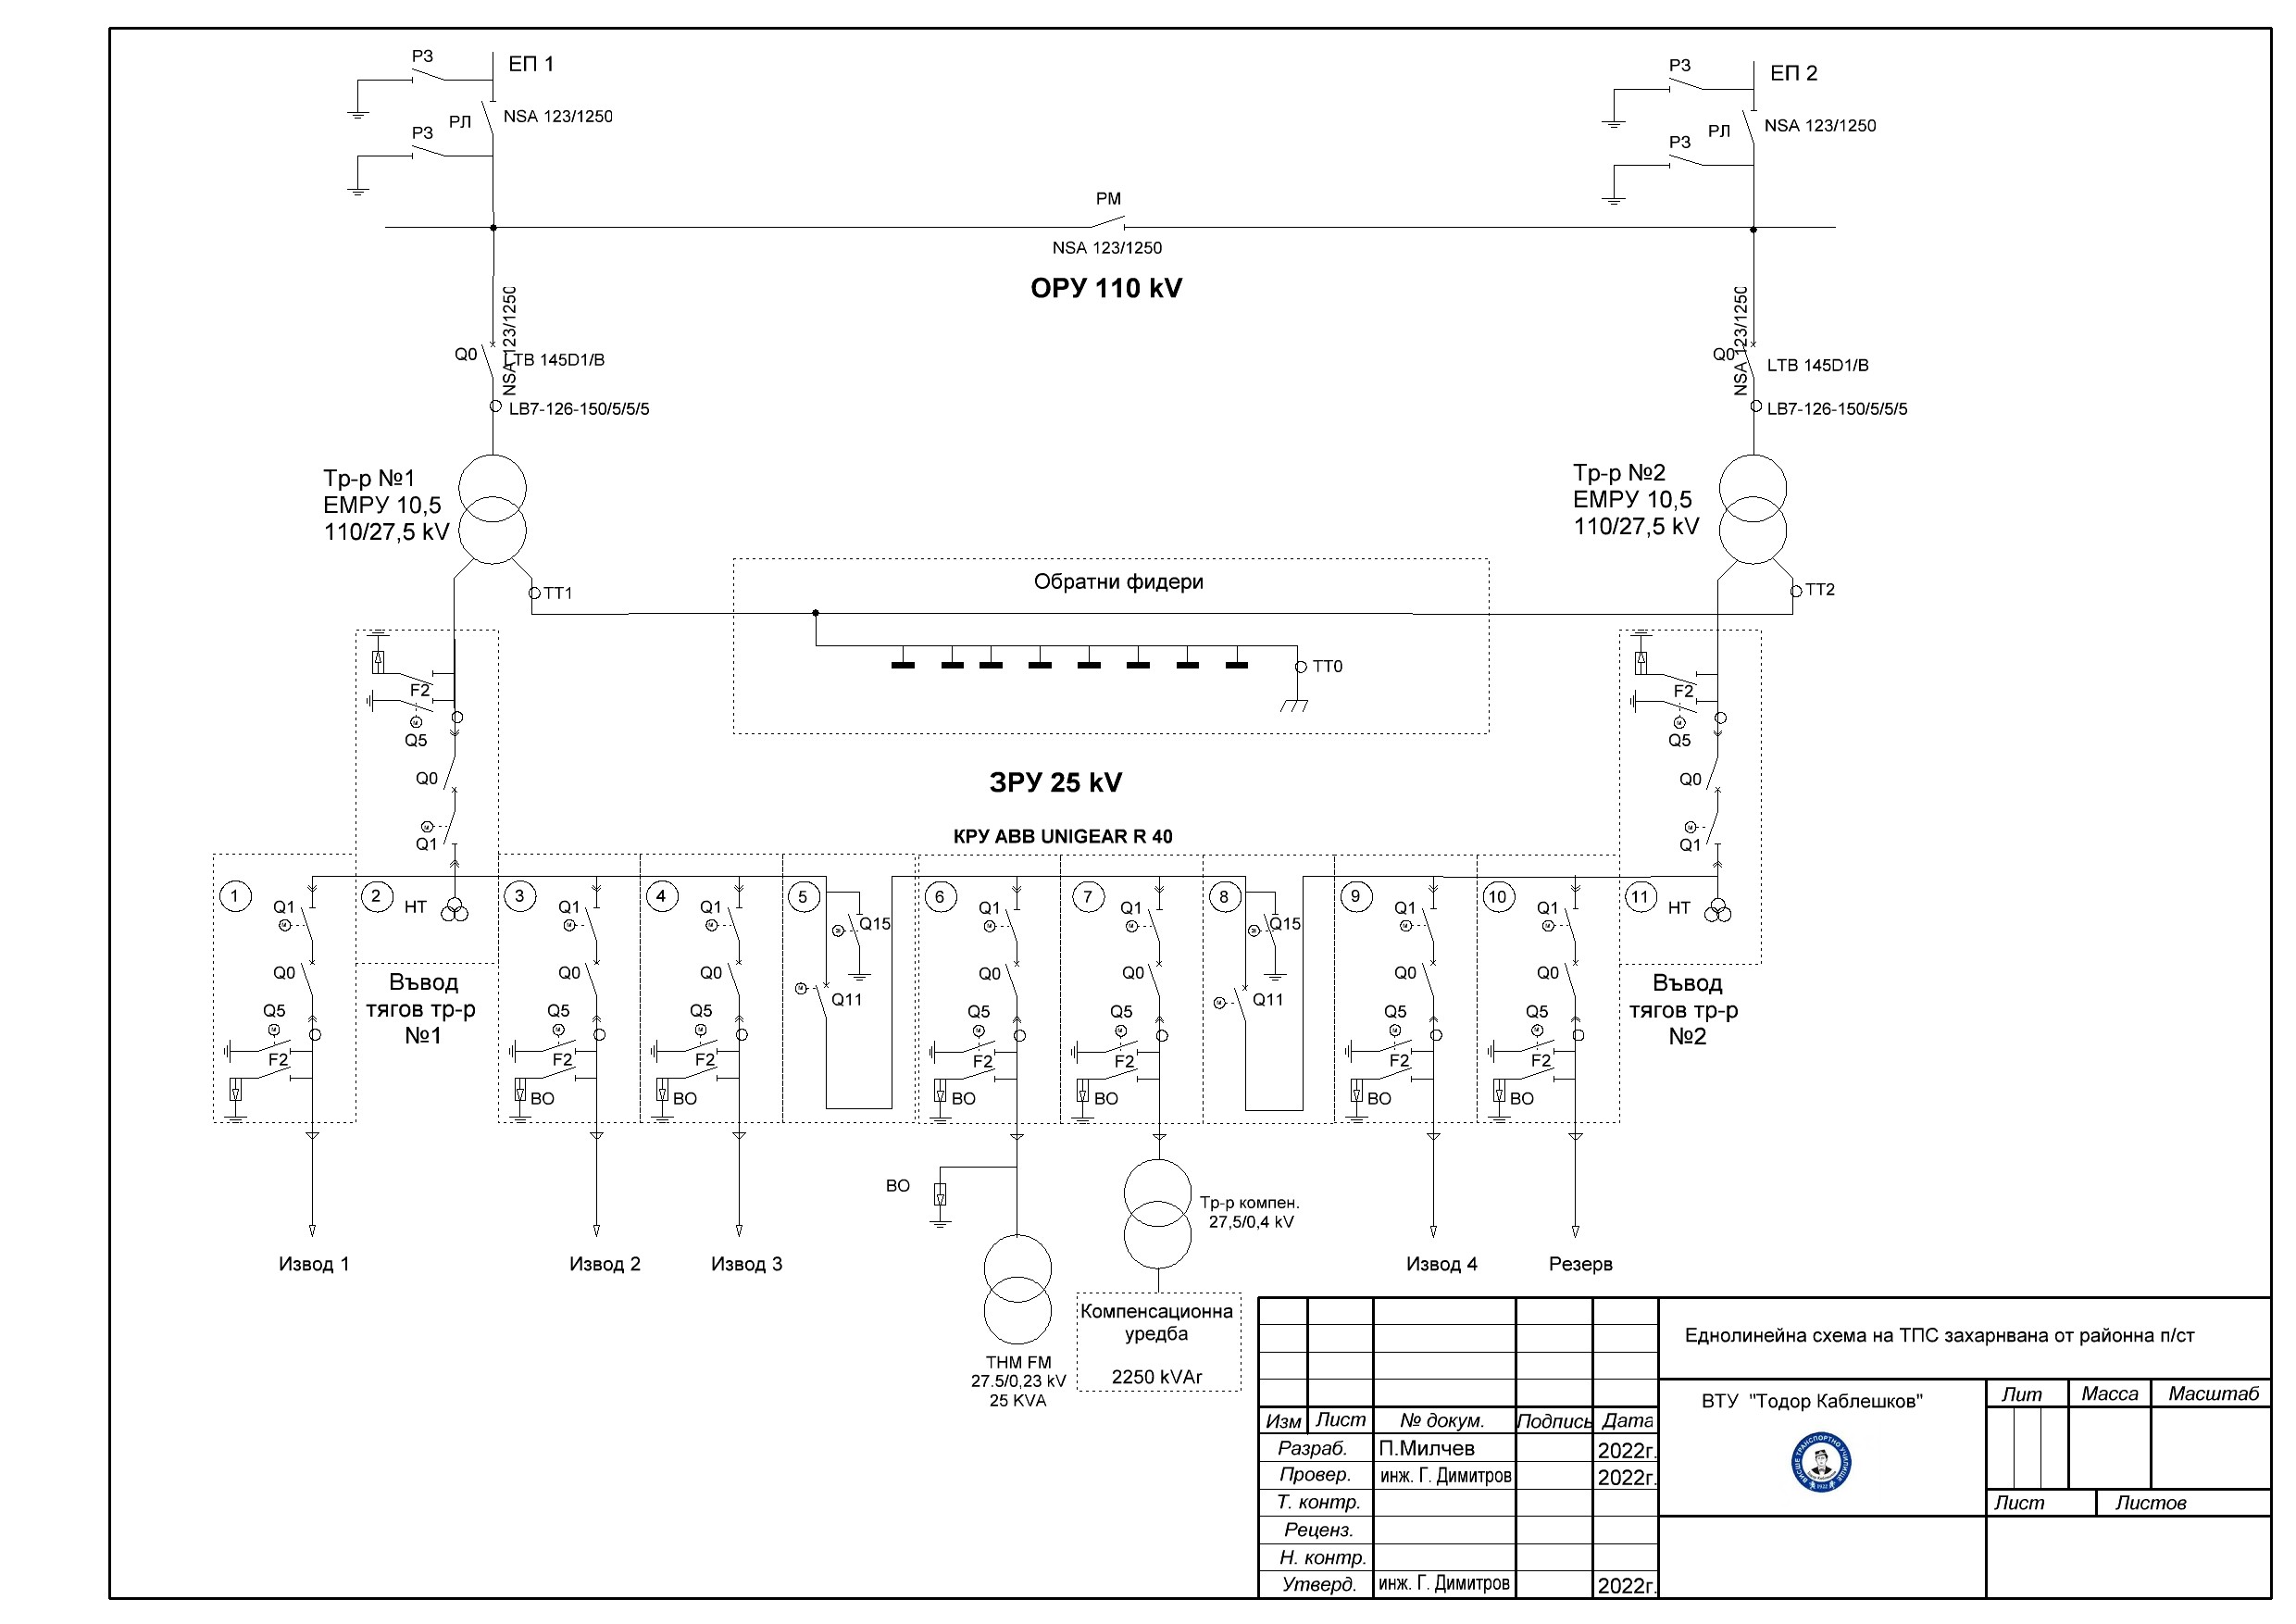 РЗ
ЕП 1
РЛ
NSA 123/1250
РЗ
РЗ
ЕП 2
РЛ
NSA 123/1250
РЗ
РМ
NSA 123/1250
ОРУ 110 kV
NSA 123/1250
Q0
LTB 145D1/B
LB7-126-150/5/5/5
NSA 123/1250
Q0
LTB 145D1/B
LB7-126-150/5/5/5
Тр-р №1
ЕМРУ 10,5
110/27,5 kV
Тр-р №2
ЕМРУ 10,5
110/27,5 kV
ТТ1
Обратни фидери
ТТ2
ТТ0
F2
Q5
Q0
Q1
F2
Q5
Q0
Q1
ЗРУ 25 kV
КРУ ABB UNIGEAR R 40
1
Q1
Q0
Q5
F2
2
НТ
Въвод
тягов тр-р
№1
3
Q1
Q0
Q5
F2
ВО
4
Q1
Q0
Q5
F2
ВО
5
Q15
Q11
6
Q1
Q0
Q5
F2
ВО
7
Q1
Q0
Q5
F2
ВО
8
Q15
Q11
9
Q1
Q0
Q5
F2
ВО
10
Q1
Q0
Q5
F2
ВО
11
НТ
Въвод
тягов тр-р
№2
ВО
Тр-р компен.
27,5/0,4 kV
Извод 1
Извод 2
Извод 3
Извод 4
Резерв
THM FM
27.5/0,23 kV
25 KVA
Компенсационна
уредба
2250 kVAr
Еднолинейна схема на ТПС захарнвана от районна п/ст
ВТУ "Тодор Каблешков"
Лит Масса Масштаб
Изм Лист № докум. Подпись Дата
Разраб. П.Милчев 2022г.
Провер. инж. Г. Димитров 2022г.
Т. контр.
Лист Листов
Реценз.
Н. контр.
Утверд. инж. Г. Димитров 2022г.